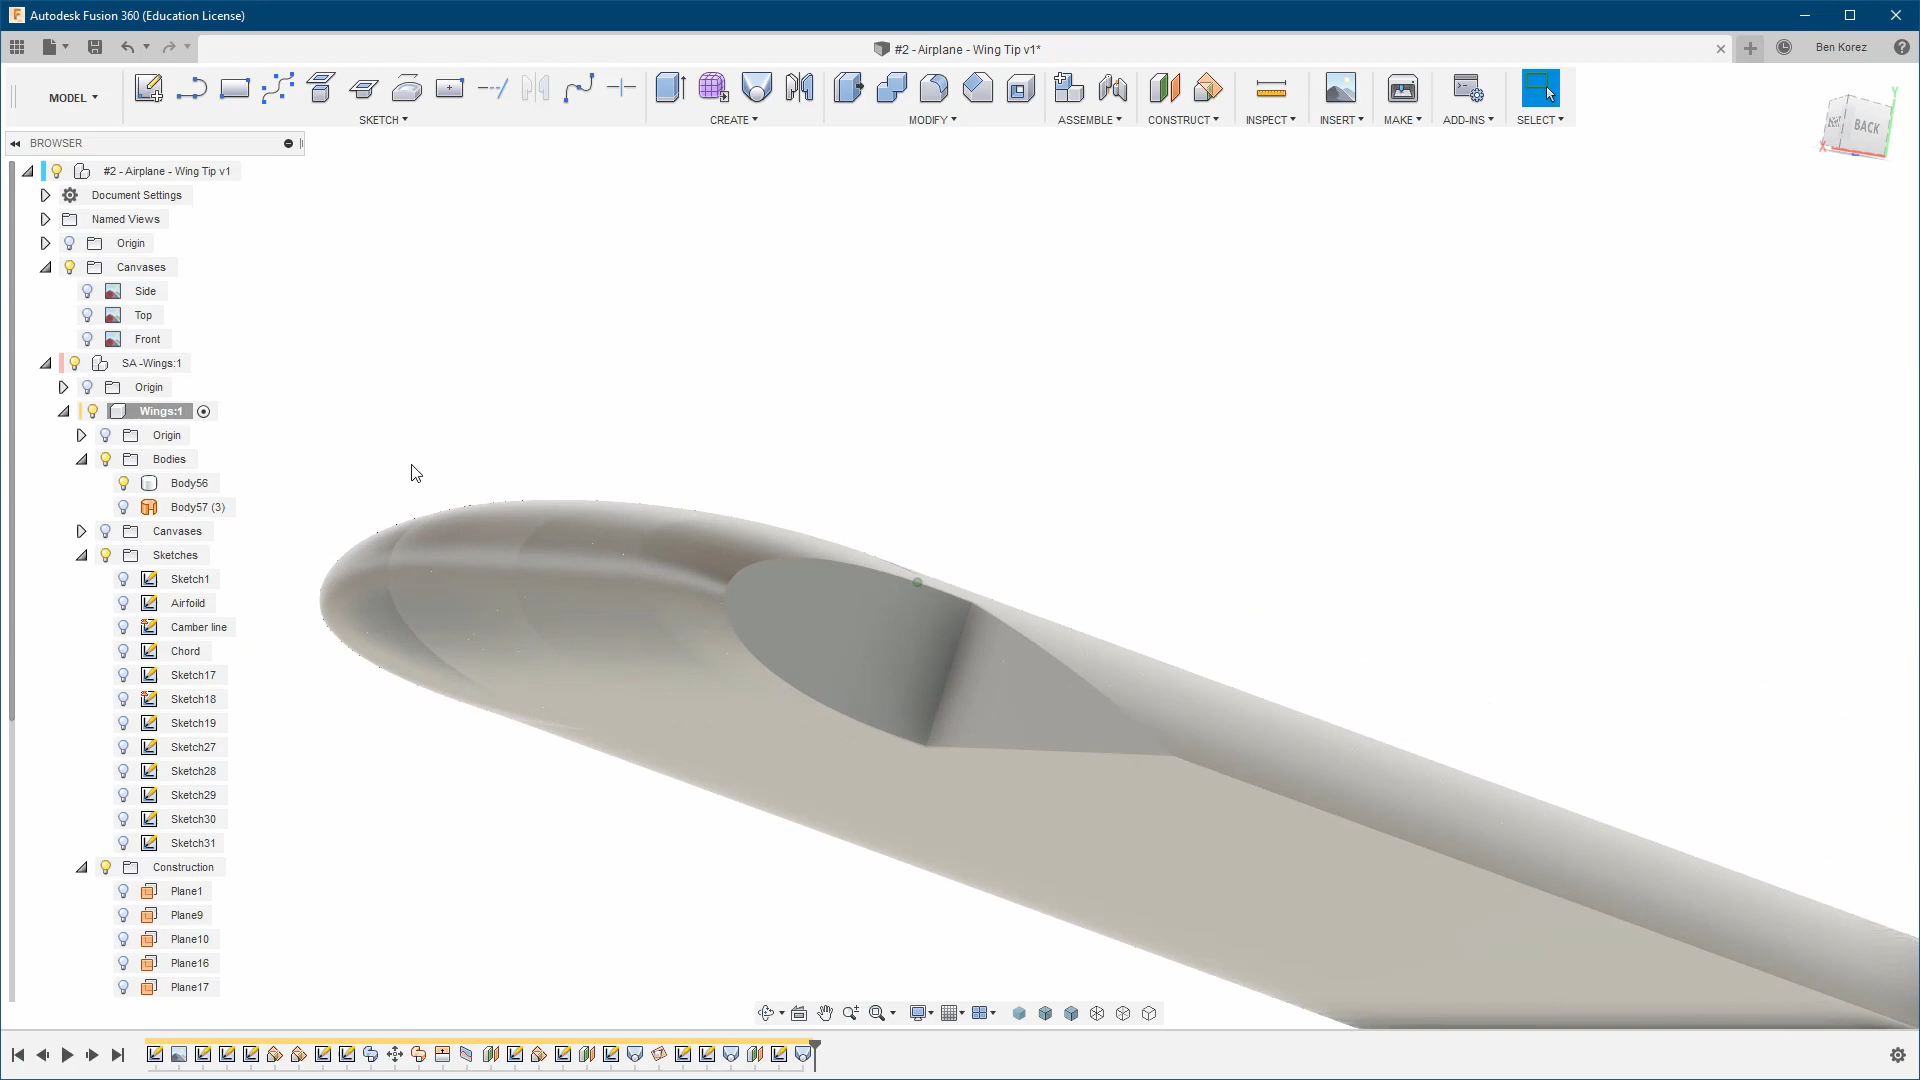 Autodesk Fusion 360 (Education License)
#2 - Airplane - Wing Tip v1*
Ben Korez
MODEL
SKETCH
CREATE
MODIFY
ASSEMBLE
CONSTRUCT
INSPECT
INSERT
MAKE
ADD-INS
SELECT
BROWSER
#2 - Airplane - Wing Tip v1
Document Settings
Named Views
Origin
Canvases
Side
Top
Front
SA -Wings:1
Origin
Wings:1
Origin
Bodies
Body56
Body57 (3)
Canvases
Sketches
Sketch1
Airfoild
Camber line
Chord
Sketch17
Sketch18
Sketch19
Sketch27
Sketch28
Sketch29
Sketch30
Sketch31
Construction
Plane1
Plane9
Plane10
Plane16
Plane17
Y
BACK
X